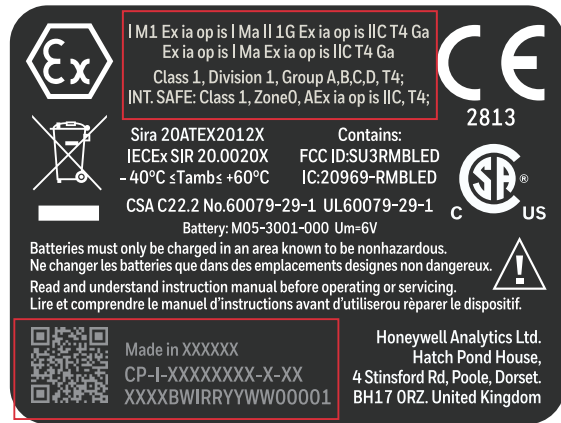 I M1 Ex ia op is I Ma II 1G Ex ia op is IIC T4 Ga
Ex ia op is I Ma Ex ia op is IIC T4 Ga
Class 1, Division 1, Group A,B,C,D, T4;
INT. SAFE: Class 1, Zone0, AEx ia op is IIC, T4;
εx
CE
2813
Sira 20ATEX2012X
IECEx SIR 20.0020X
-40°C ≤Tamb≤ +60°C
Contains:
FCC ID:SU3RMBLED
IC:20969-RMBLED
SA ®
C US
CSA C22.2 No.60079-29-1 UL60079-29-1
Battery: M05-3001-000 Um=6V
Batteries must only be charged in an area known to be nonhazardous.
Ne changer les batteries que dans des emplacements designes non dangereux.
Read and understand instruction manual before operating or servicing.
Lire et comprendre le manuel d'instructions avant d'utiliserou rèparer le dispositif.
!
Made in XXXXXX
CP-I-XXXXXXXX-X-XX
XXXXBWIRRYYWW00001
Honeywell Analytics Ltd.
Hatch Pond House,
4 Stinsford Rd, Poole, Dorset.
BH17 0RZ. United Kingdom